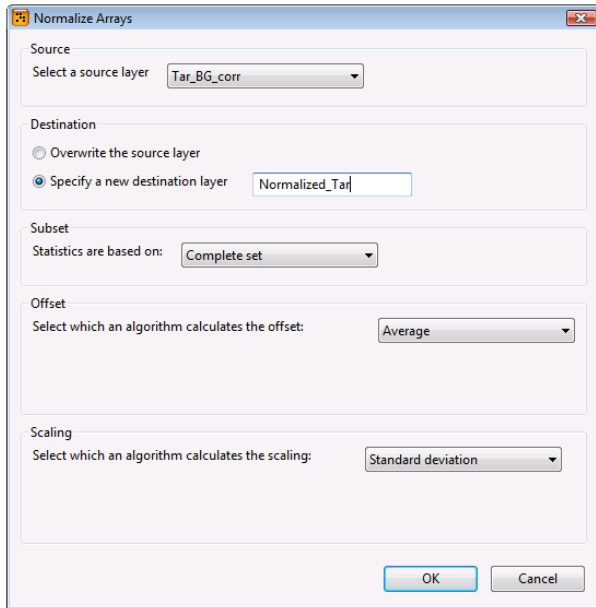 Normalize Arrays
Source
Select a source layer Tar_BG_corr
Destination
Overwrite the source layer
Specify a new destination layer Normalized_Tar
Subset
Statistics are based on: Complete set
Offset
Select which an algorithm calculates the offset: Average
Scaling
Select which an algorithm calculates the scaling: Standard deviation
OK Cancel